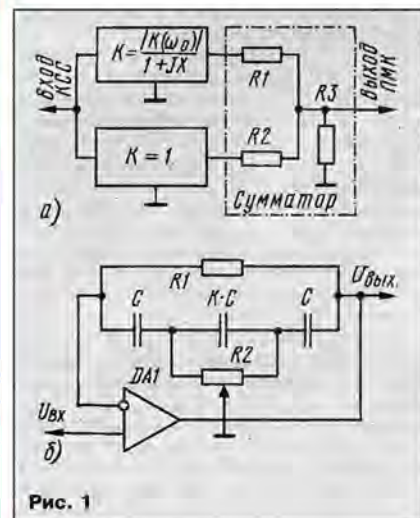 ВХОД КСС
K = |K(ω₀)| / 1+JX
R1
R3
ВЫХОД ПМК
K = 1
R2
Сумматор
а)
R1
Uвых.
C
K·C
C
R2
DA1
Uвх
б)
Рис. 1